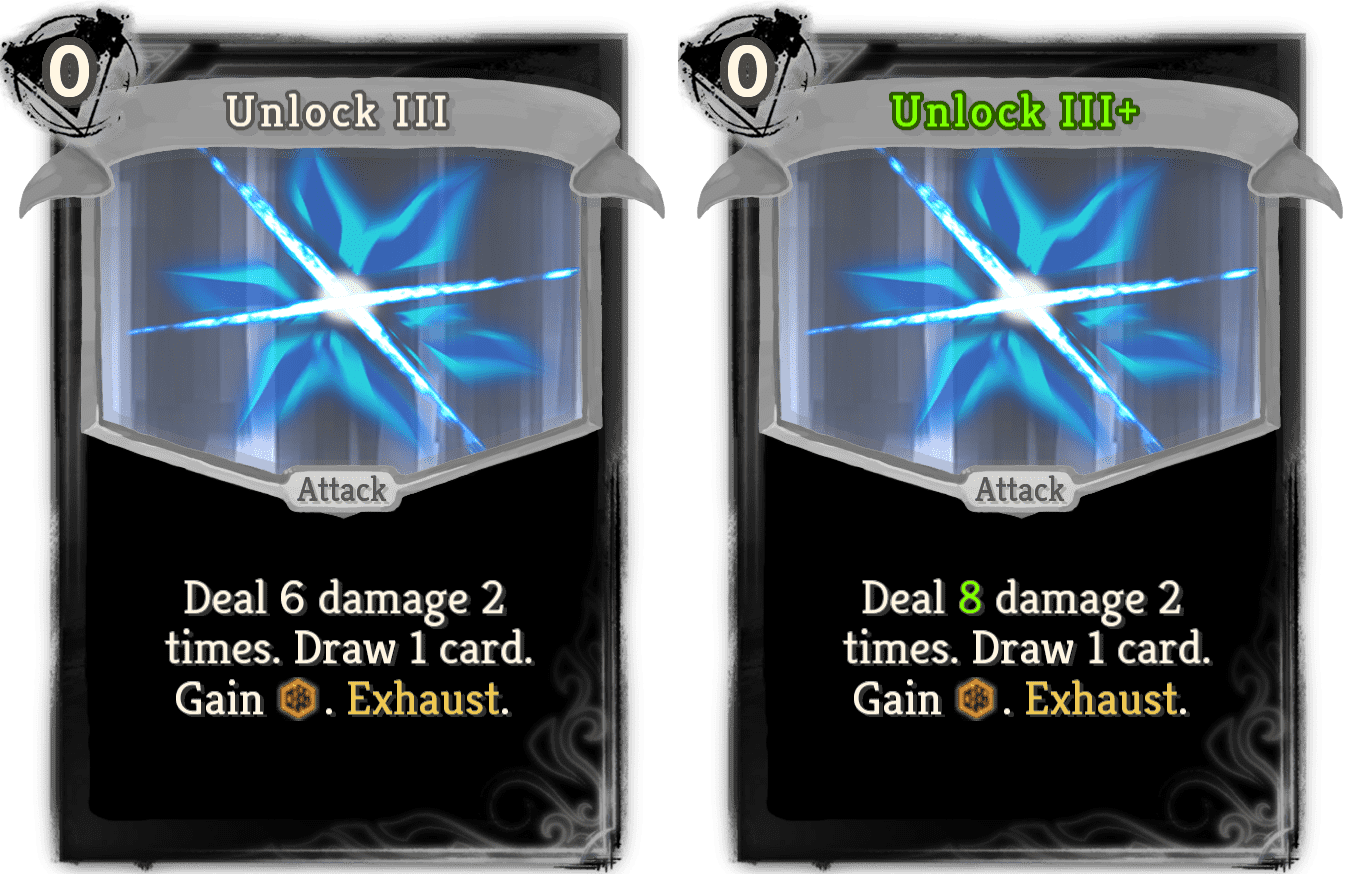 0
Unlock III
Attack
Deal 6 damage 2
times. Draw 1 card.
Gain . Exhaust.
0
Unlock III+
Attack
Deal 8 damage 2
times. Draw 1 card.
Gain . Exhaust.